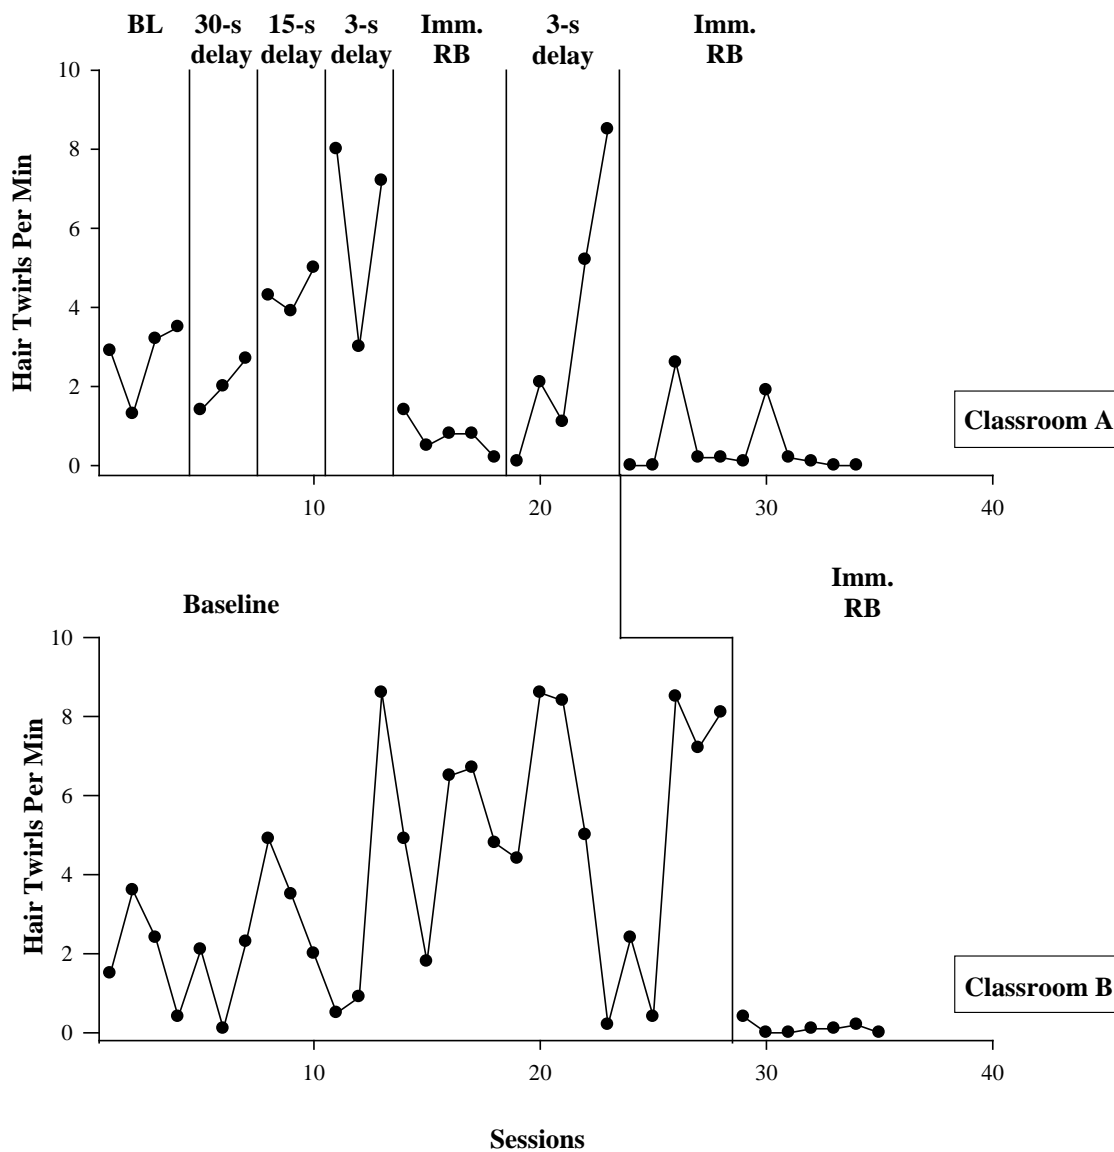 BL 30-s 15-s 3-s Imm. 3-s Imm.
delay delay delay RB delay RB
10
8
6
4
2
0
Hair Twirls Per Min
Classroom A
10 20 30 40
Imm.
RB
Baseline
10
8
6
4
2
0
Hair Twirls Per Min
Classroom B
10 20 30 40
Sessions